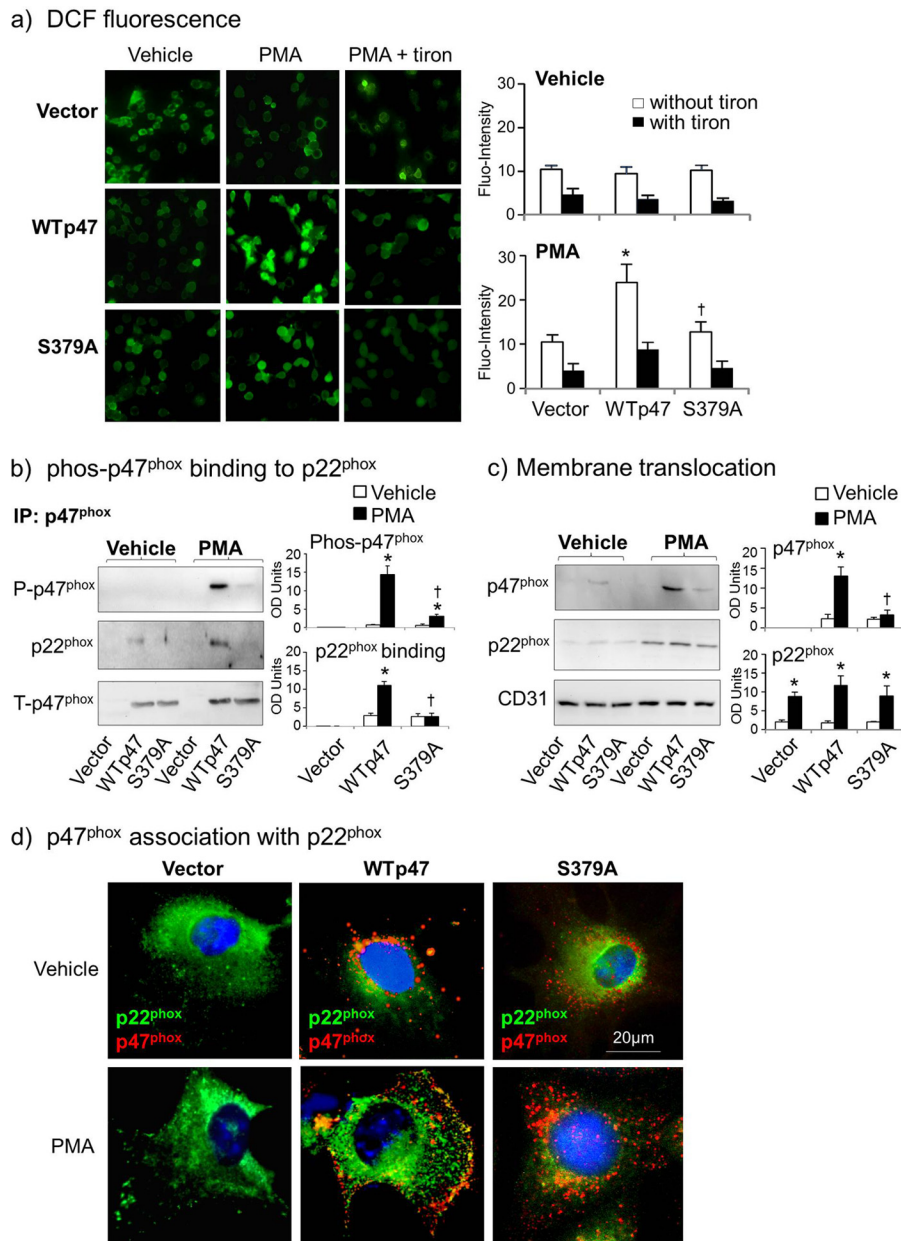 a) DCF fluorescence
Vehicle PMA PMA + tiron
Vector
WTp47
S379A
Vehicle
without tiron
with tiron
Fluo-Intensity
30
20
10
0
PMA
Fluo-Intensity
30
20
10
0
*
†
Vector WTp47 S379A
b) phos-p47phox binding to p22phox
IP: p47phox
Vehicle
PMA
Vehicle PMA
P-p47phox
p22phox
T-p47phox
Vector WTp47 S379A Vector WTp47 S379A
Phos-p47phox
OD Units
20
15
10
5
0
*
†
*
p22phox binding
OD Units
20
15
10
5
0
*
†
Vector WTp47 S379A
c) Membrane translocation
Vehicle
PMA
Vehicle PMA
p47phox
p22phox
CD31
Vector WTp47 S379A Vector WTp47 S379A
p47phox
OD Units
20
15
10
5
0
*
†
p22phox
OD Units
20
15
10
5
0
* * *
Vector WTp47 S379A
d) p47phox association with p22phox
Vector WTp47 S379A
Vehicle
p22phox p22phox p22phox
p47phox p47phox p47phox
20µm
PMA